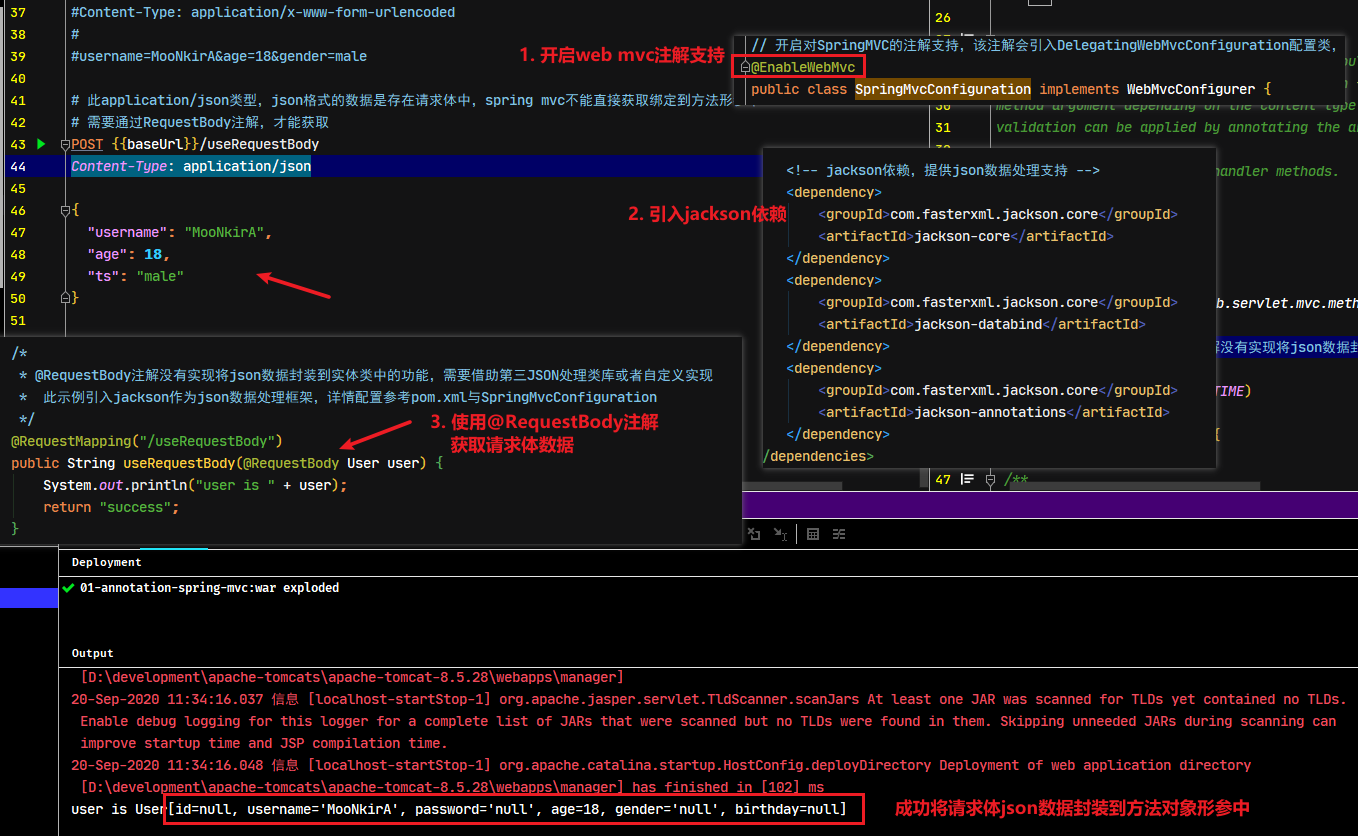 37 #Content-Type: application/x-www-form-urlencoded
38 #
39 #username=MooNkirA&age=18&gender=male
40
41 # 此application/json类型，json格式的数据是存在请求体中，spring mvc不能直接获取绑定到方法形
42 # 需要通过RequestBody注解，才能获取
43 POST {{baseUrl}}/useRequestBody
44 Content-Type: application/json
45
46 {
47 "username": "MooNkirA",
48 "age": 18,
49 "ts": "male"
50 }
51
26
1. 开启web mvc注解支持
// 开启对SpringMVC的注解支持，该注解会引入DelegatingWebMvcConfiguration配置类，
@EnableWebMvc
public class SpringMvcConfiguration implements WebMvcConfigurer {
method argument depending on the content type
31 validation can be applied by annotating the a
andler methods.
2. 引入jackson依赖
<!-- jackson依赖，提供json数据处理支持 -->
<dependency>
<groupId>com.fasterxml.jackson.core</groupId>
<artifactId>jackson-core</artifactId>
</dependency>
<dependency>
<groupId>com.fasterxml.jackson.core</groupId>
<artifactId>jackson-databind</artifactId>
</dependency>
<dependency>
<groupId>com.fasterxml.jackson.core</groupId>
<artifactId>jackson-annotations</artifactId>
</dependency>
/dependencies>
b.servlet.mvc.meth
没有实现将json数据封
TIME)
{
47 /**
/*
* @RequestBody注解没有实现将json数据封装到实体类中的功能，需要借助第三JSON处理类库或者自定义实现
* 此示例引入jackson作为json数据处理框架，详情配置参考pom.xml与SpringMvcConfiguration
*/
@RequestMapping("/useRequestBody")
public String useRequestBody(@RequestBody User user) {
System.out.println("user is " + user);
return "success";
}
3. 使用@RequestBody注解
获取请求体数据
Deployment
01-annotation-spring-mvc:war exploded
Output
[D:\development\apache-tomcats\apache-tomcat-8.5.28\webapps\manager]
20-Sep-2020 11:34:16.037 信息 [localhost-startStop-1] org.apache.jasper.servlet.TldScanner.scanJars At least one JAR was scanned for TLDs yet contained no TLDs.
Enable debug logging for this logger for a complete list of JARs that were scanned but no TLDs were found in them. Skipping unneeded JARs during scanning can
improve startup time and JSP compilation time.
20-Sep-2020 11:34:16.048 信息 [localhost-startStop-1] org.apache.catalina.startup.HostConfig.deployDirectory Deployment of web application directory
[D:\development\apache-tomcats\apache-tomcat-8.5.28\webapps\manager] has finished in [102] ms
user is User[id=null, username='MooNkirA', password='null', age=18, gender='null', birthday=null]
成功将请求体json数据封装到方法对象形参中